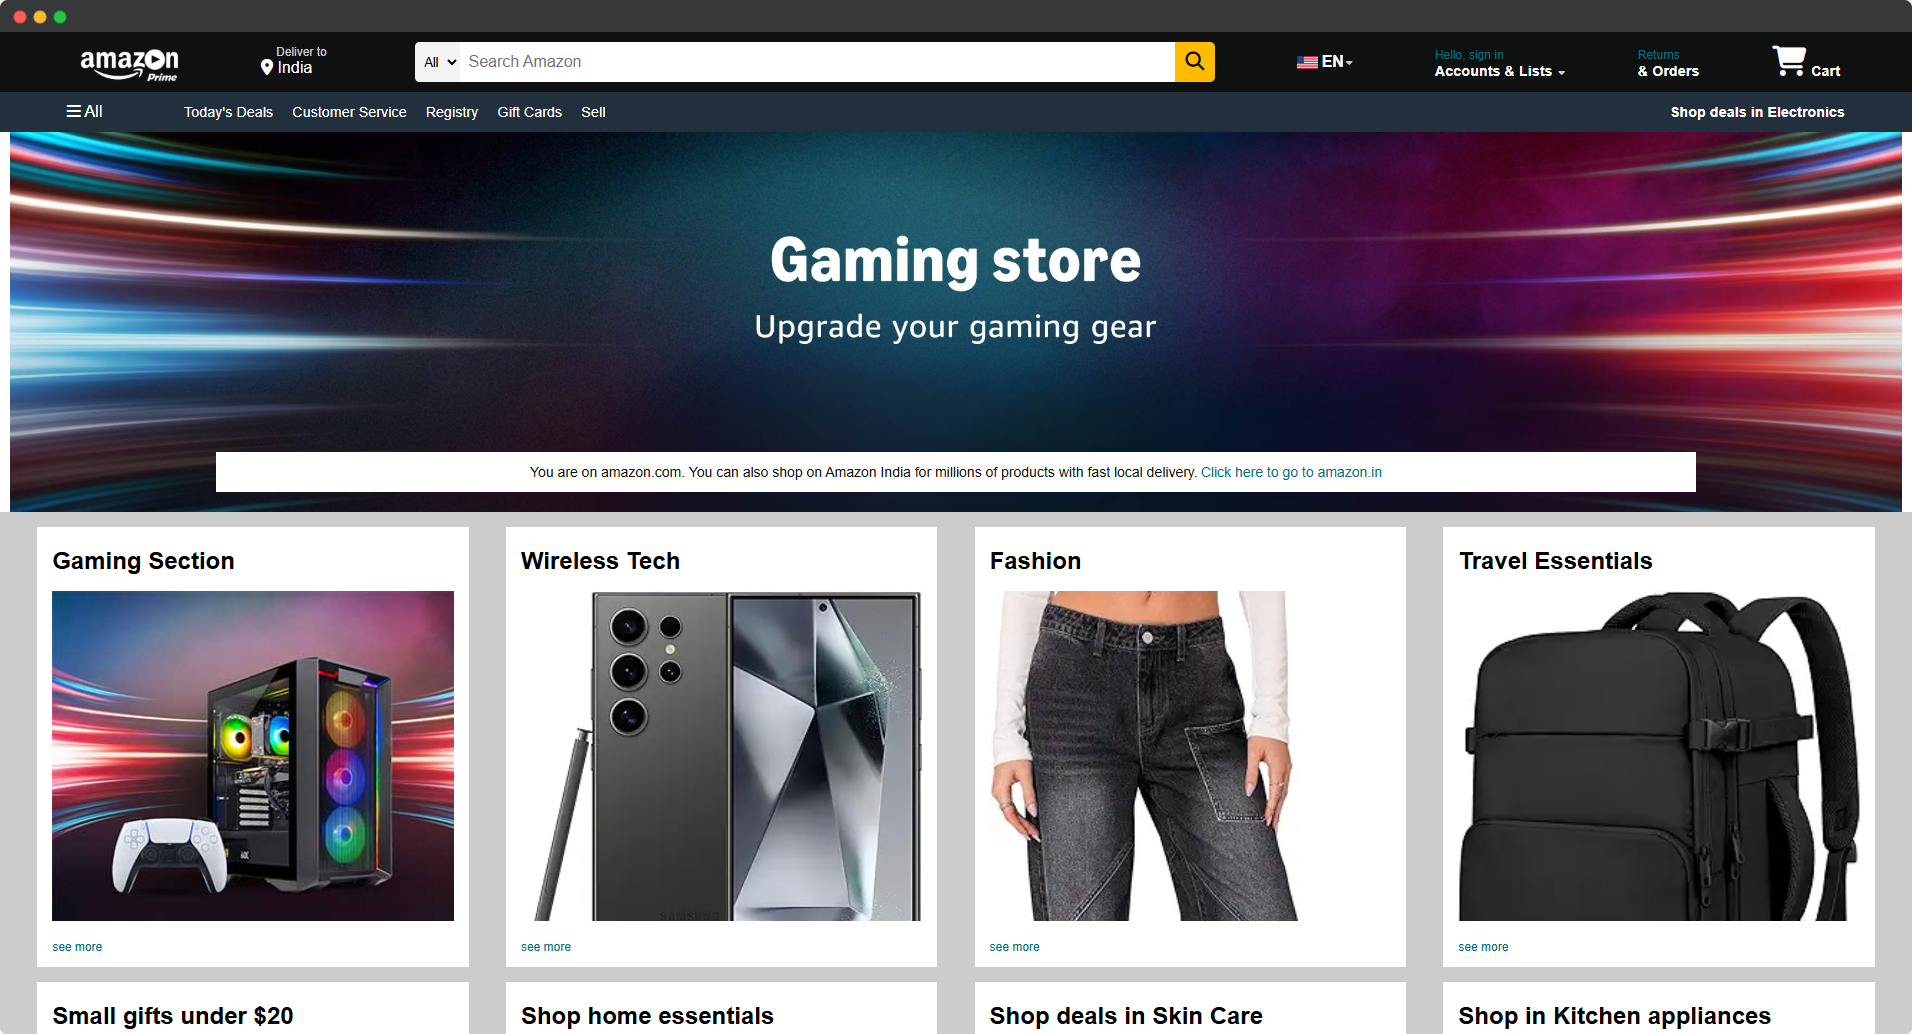 amazon
Prime
Deliver to
India
All
Search Amazon
EN
Hello, sign in
Accounts & Lists
Returns
& Orders
Cart
All
Today's Deals
Customer Service
Registry
Gift Cards
Sell
Shop deals in Electronics
Gaming store
Upgrade your gaming gear
You are on amazon.com. You can also shop on Amazon India for millions of products with fast local delivery. Click here to go to amazon.in
Gaming Section
Wireless Tech
Fashion
Travel Essentials
SAMSUNG
see more
see more
see more
see more
Small gifts under $20
Shop home essentials
Shop deals in Skin Care
Shop in Kitchen appliances